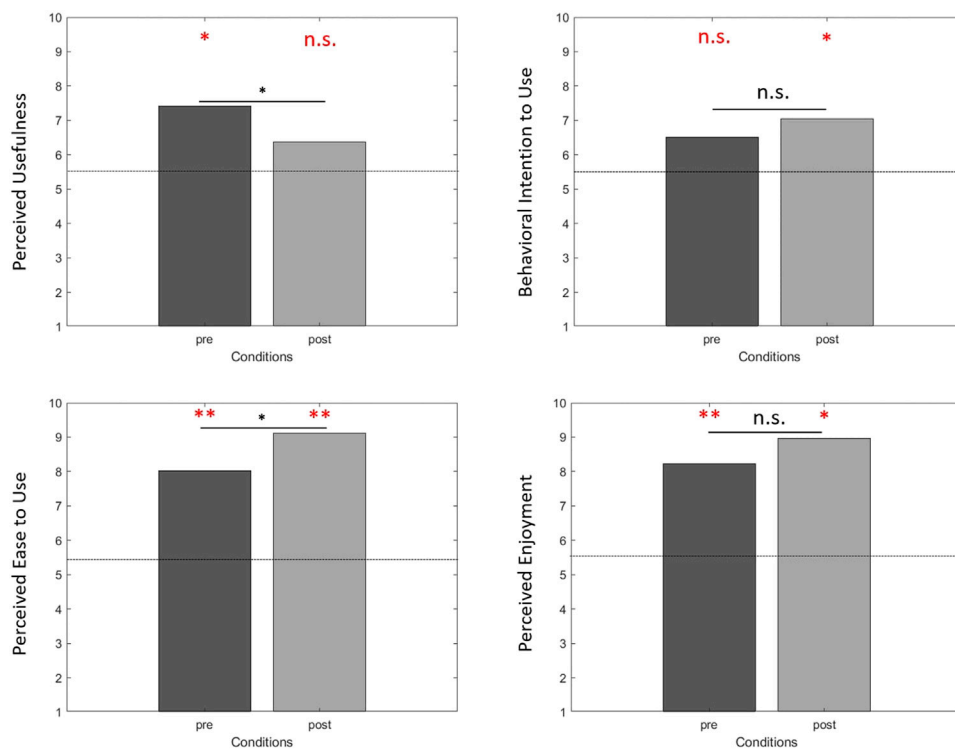 10
9
8
7
6
5
4
3
2
1
Perceived Usefulness
* n.s.
*
pre post
Conditions
10
9
8
7
6
5
4
3
2
1
Behavioral Intention to Use
n.s. *
n.s.
pre post
Conditions
10
9
8
7
6
5
4
3
2
1
Perceived Ease to Use
** * **
pre post
Conditions
10
9
8
7
6
5
4
3
2
1
Perceived Enjoyment
** n.s. *
pre post
Conditions